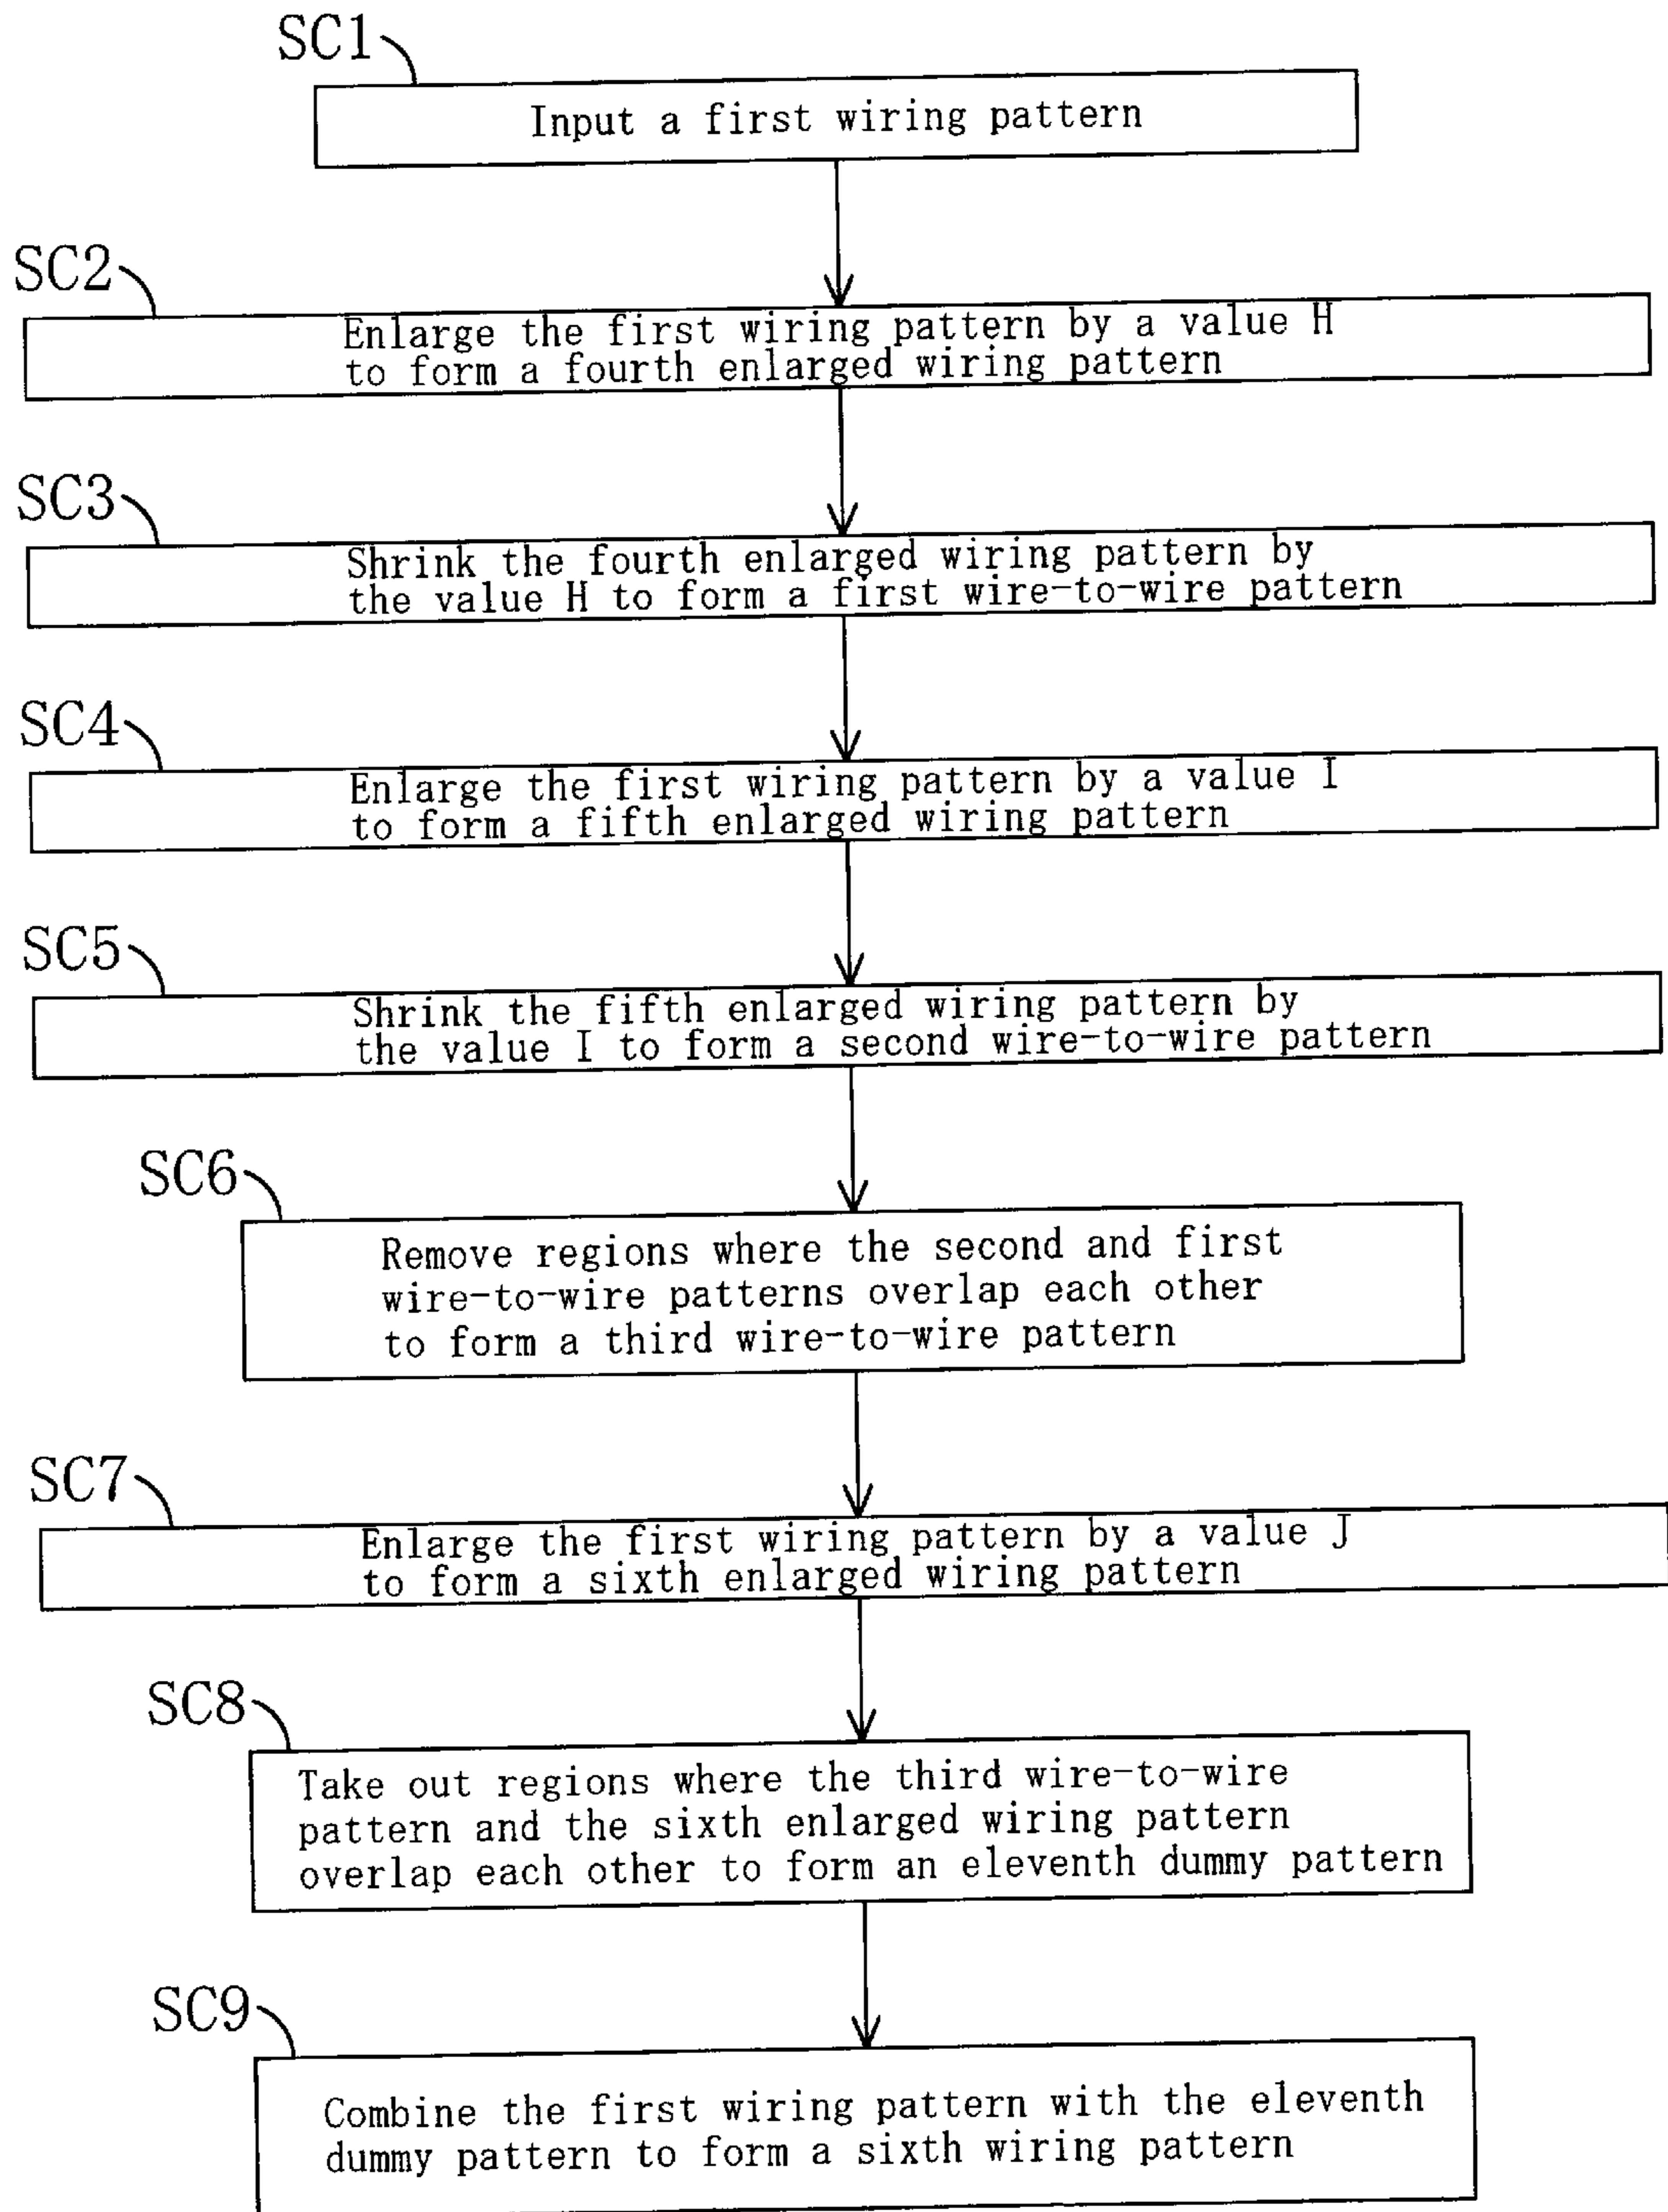 SC1
Input a first wiring pattern
SC2
Enlarge the first wiring pattern by a value H
to form a fourth enlarged wiring pattern
SC3
Shrink the fourth enlarged wiring pattern by
the value H to form a first wire-to-wire pattern
SC4
Enlarge the first wiring pattern by a value I
to form a fifth enlarged wiring pattern
SC5
Shrink the fifth enlarged wiring pattern by
the value I to form a second wire-to-wire pattern
SC6
Remove regions where the second and first
wire-to-wire patterns overlap each other
to form a third wire-to-wire pattern
SC7
Enlarge the first wiring pattern by a value J
to form a sixth enlarged wiring pattern
SC8
Take out regions where the third wire-to-wire
pattern and the sixth enlarged wiring pattern
overlap each other to form an eleventh dummy pattern
SC9
Combine the first wiring pattern with the eleventh
dummy pattern to form a sixth wiring pattern